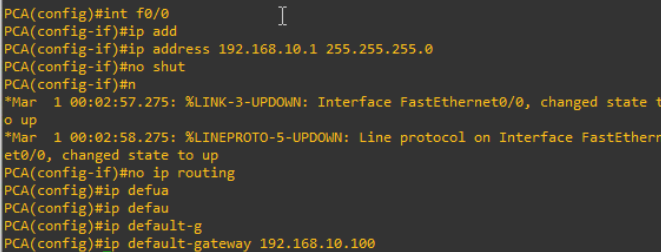 PCA(config)#int f0/0
PCA(config-if)#ip add
PCA(config-if)#ip address 192.168.10.1 255.255.255.0
PCA(config-if)#no shut
PCA(config-if)#n
*Mar  1 00:02:57.275: %LINK-3-UPDOWN: Interface FastEthernet0/0, changed state t
o up
*Mar  1 00:02:58.275: %LINEPROTO-5-UPDOWN: Line protocol on Interface FastEthern
et0/0, changed state to up
PCA(config-if)#no ip routing
PCA(config)#ip defua
PCA(config)#ip defau
PCA(config)#ip default-g
PCA(config)#ip default-gateway 192.168.10.100